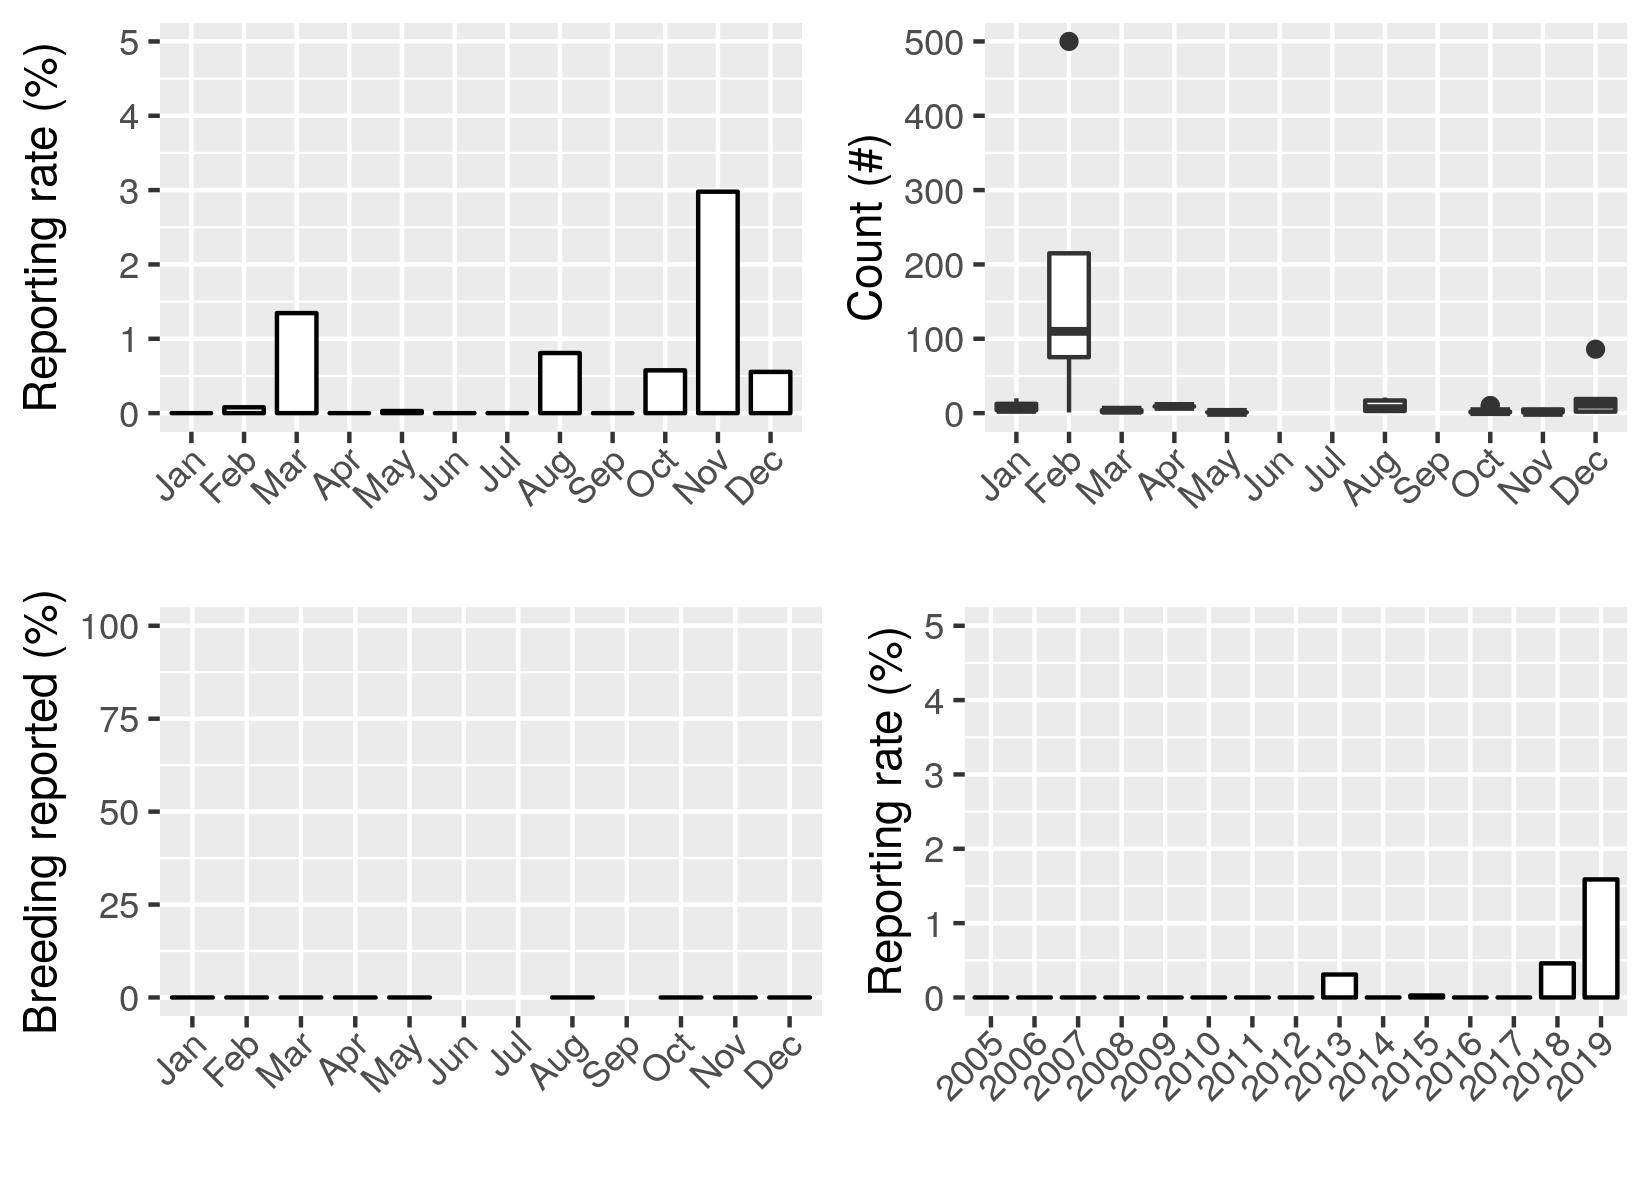 Reporting rate (%)
5
4
3
2
1
0
Jan Feb Mar Apr May Jun Jul Aug Sep Oct Nov Dec
Count (#)
500
400
300
200
100
0
Jan Feb Mar Apr May Jun Jul Aug Sep Oct Nov Dec
Breeding reported (%)
100
75
50
25
0
Jan Feb Mar Apr May Jun Jul Aug Sep Oct Nov Dec
Reporting rate (%)
5
4
3
2
1
0
2005 2006 2007 2008 2009 2010 2011 2012 2013 2014 2015 2016 2017 2018 2019